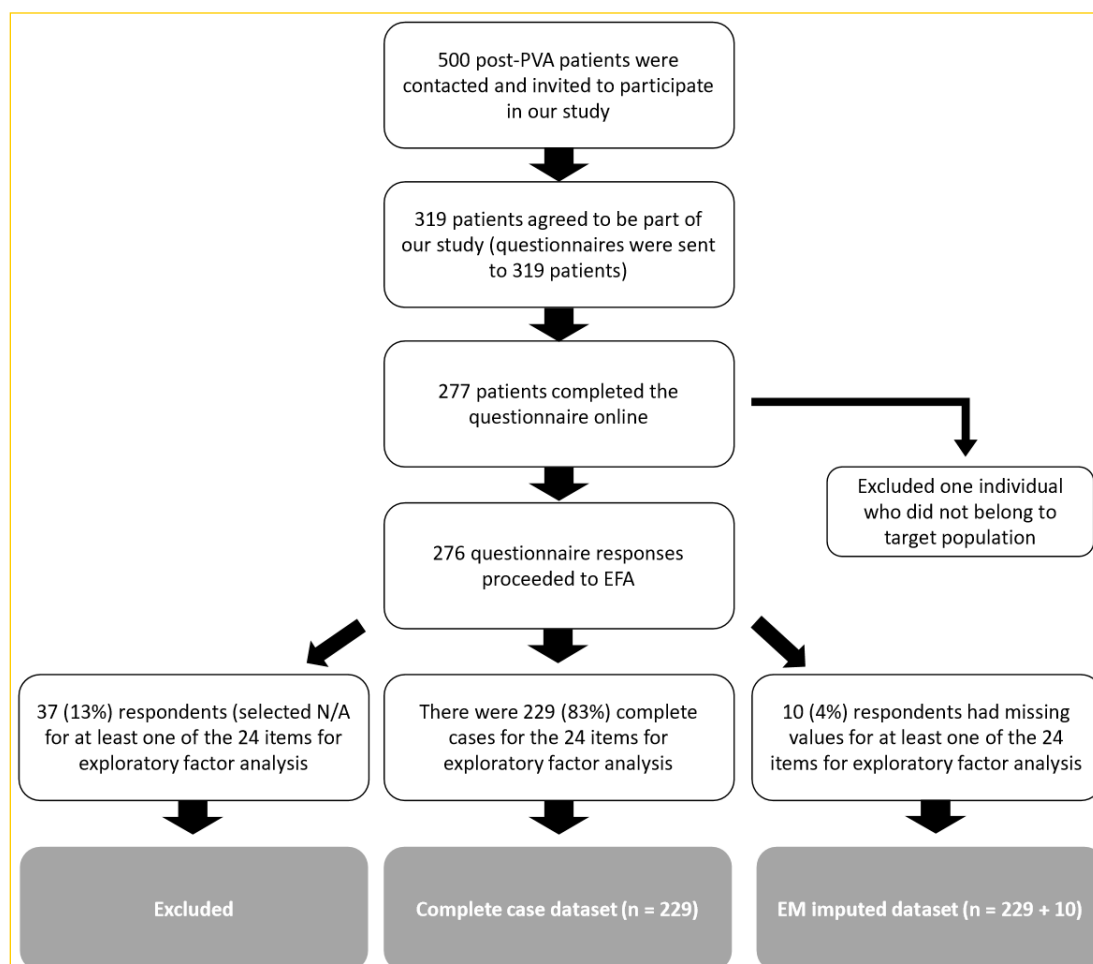 500 post-PVA patients were
contacted and invited to participate
in our study
319 patients agreed to be part of
our study (questionnaires were sent
to 319 patients)
277 patients completed the
questionnaire online
Excluded one individual
who did not belong to
target population
276 questionnaire responses
proceeded to EFA
37 (13%) respondents (selected N/A
for at least one of the 24 items for
exploratory factor analysis
There were 229 (83%) complete
cases for the 24 items for
exploratory factor analysis
10 (4%) respondents had missing
values for at least one of the 24
items for exploratory factor analysis
Excluded
Complete case dataset (n = 229)
EM imputed dataset (n = 229 + 10)